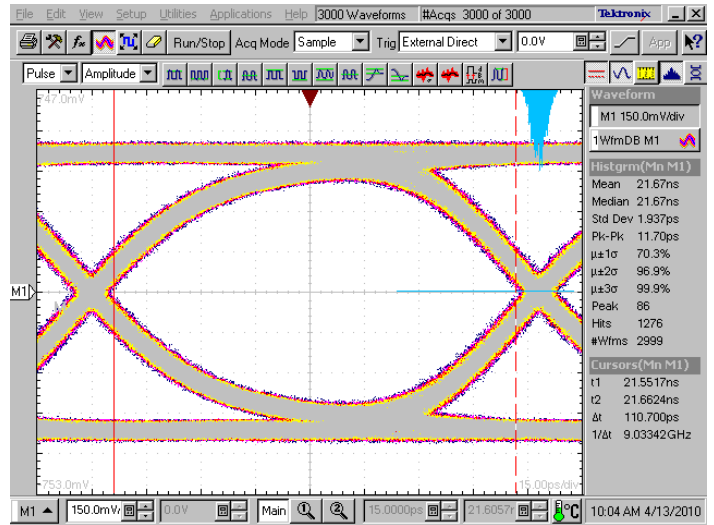 File Edit View Setup Utilities Applications Help 3000 Waveforms #Acqs 3000 of 3000 Tektronix
Run/Stop Acq Mode Sample Trig External Direct 0.0V App
Pulse Amplitude
747.0mV
Waveform
M1 150.0mV/div
1WfmDB M1
Histgrm(Mn M1)
Mean 21.67ns
Median 21.67ns
Std Dev 1.937ps
Pk-Pk 11.70ps
µ±1σ 70.3%
µ±2σ 96.9%
µ±3σ 99.9%
Peak 86
Hits 1276
#Wfms 2999
M1
Cursors(Mn M1)
t1 21.5517ns
t2 21.6624ns
Δt 110.700ps
1/Δt 9.03342GHz
-753.0mV
15.00ps/div
M1 150.0mV 0.0V Main 15.0000ps 21.6057r °C 10:04 AM 4/13/2010